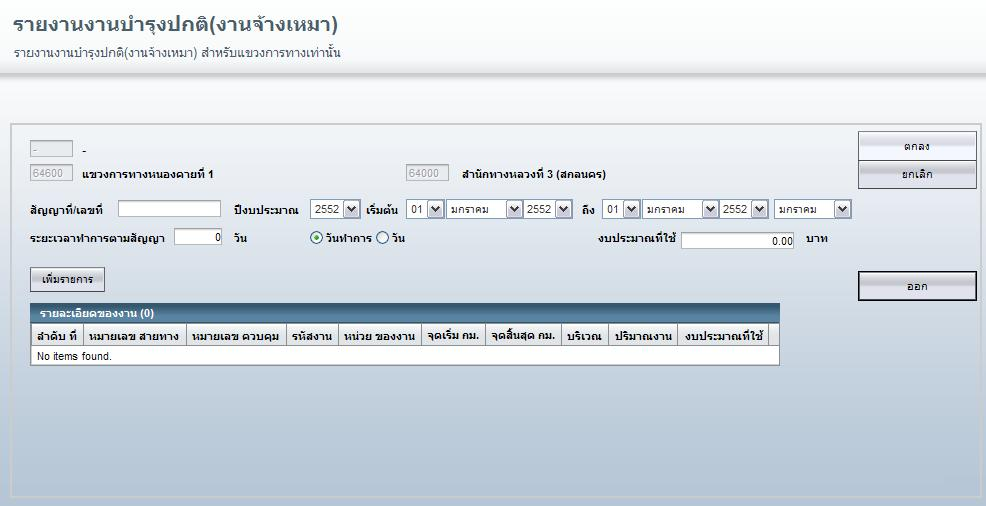 รายงานงานบำรุงปกติ(งานจ้างเหมา)
รายงานงานบำรุงปกติ(งานจ้างเหมา) สำหรับแขวงการทางเท่านั้น
- - ตกลง
64600 แขวงการทางหนองคายที่ 1 64000 สำนักทางหลวงที่ 3 (สกลนคร) ยกเลิก
สัญญาที่/เลขที่ ปีงบประมาณ 2552 เริ่มต้น 01 มกราคม 2552 ถึง 01 มกราคม 2552 มกราคม
ระยะเวลาทำการตามสัญญา 0 วัน วันทำการ วัน งบประมาณที่ใช้ 0.00 บาท
เพิ่มรายการ ออก
รายละเอียดของงาน (0)
ลำดับ ที่ หมายเลข สายทาง หมายเลข ควบคุม รหัสงาน หน่วย ของงาน จุดเริ่ม กม. จุดสิ้นสุด กม. บริเวณ ปริมาณงาน งบประมาณที่ใช้
No items found.